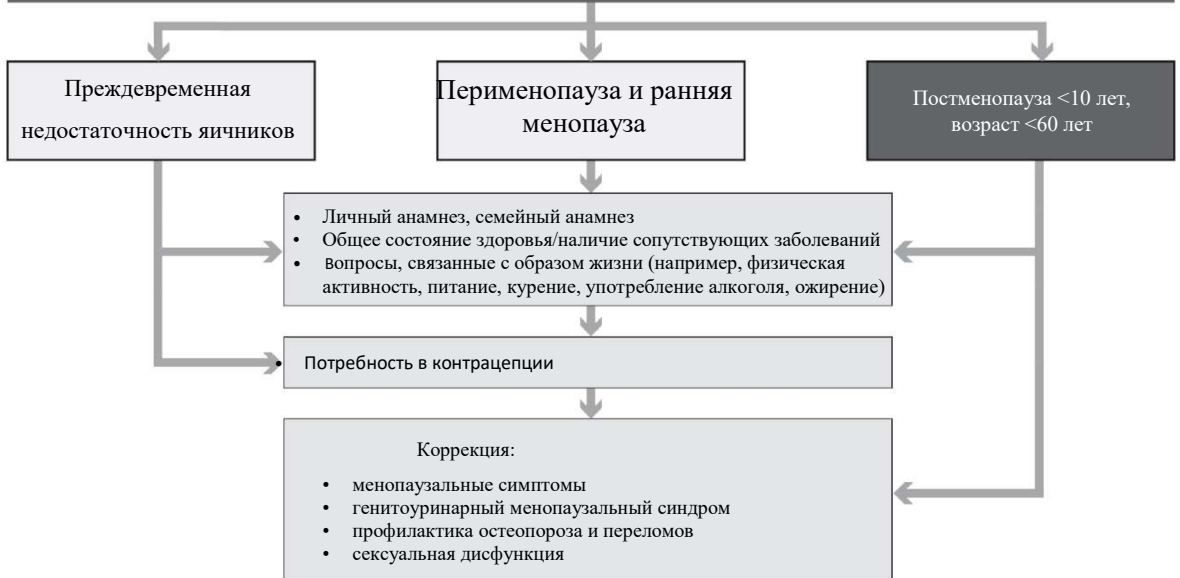 Преждевременная
недостаточность яичников
Перименопауза и ранняя
менопауза
Постменопауза <10 лет,
возраст <60 лет
• Личный анамнез, семейный анамнез
• Общее состояние здоровья/наличие сопутствующих заболеваний
• вопросы, связанные с образом жизни (например, физическая
активность, питание, курение, употребление алкоголя, ожирение)
• Потребность в контрацепции
Коррекция:
• менопаузальные симптомы
• генитоуринарный менопаузальный синдром
• профилактика остеопороза и переломов
• сексуальная дисфункция